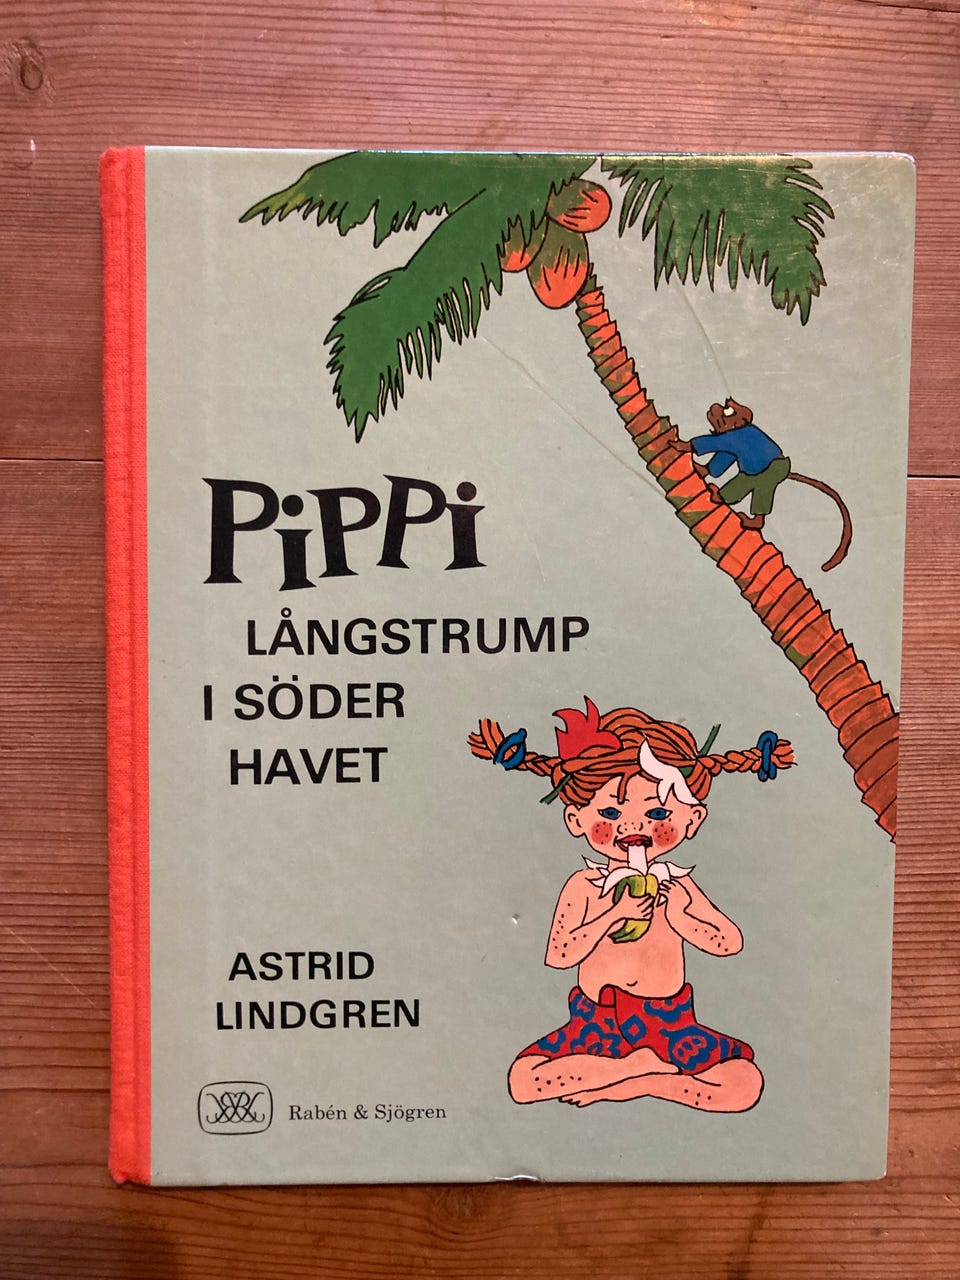 PiPPi
LÅNGSTRUMP
I SÖDER
HAVET
ASTRID
LINDGREN
Rabén & Sjögren